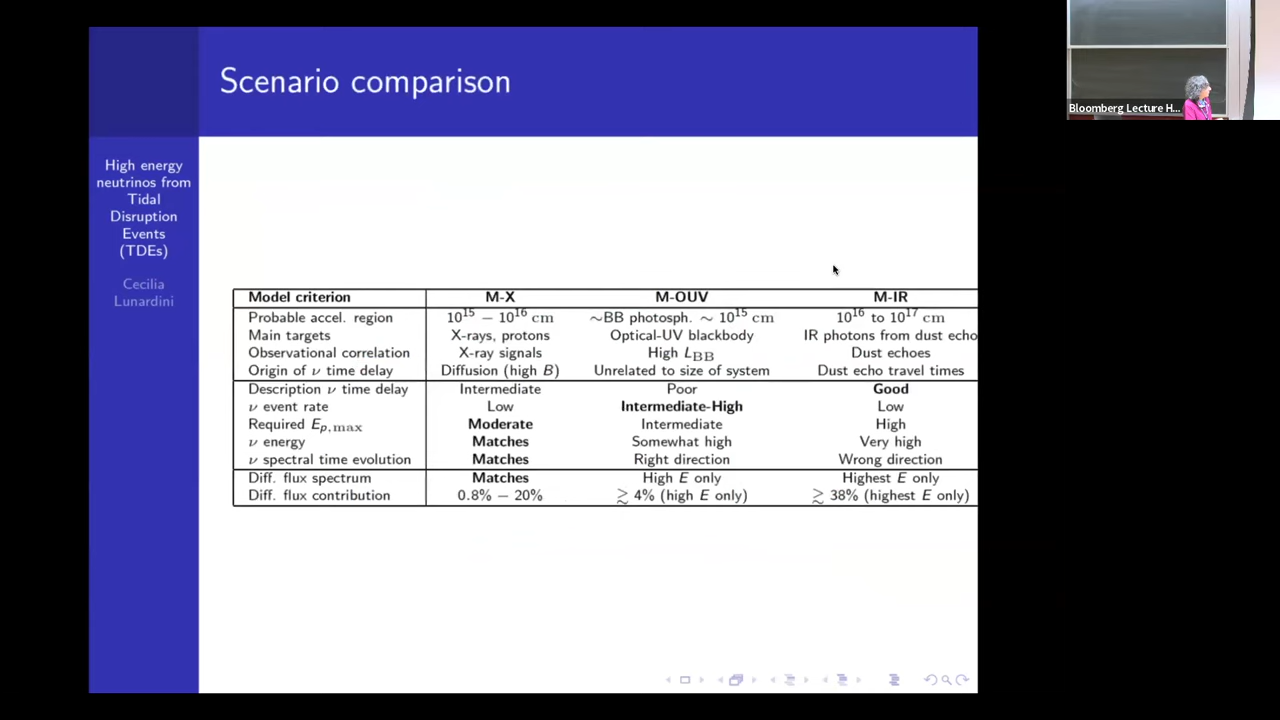 Scenario comparison
High energy
neutrinos from
Tidal
Disruption
Events
(TDEs)
Cecilia
Lunardini
Model criterion M-X M-OUV M-IR
Probable accel. region 10^15 − 10^16 cm ∼BB photosph. ∼ 10^15 cm 10^16 to 10^17 cm
Main targets X-rays, protons Optical-UV blackbody IR photons from dust echo
Observational correlation X-ray signals High L_BB Dust echoes
Origin of ν time delay Diffusion (high B) Unrelated to size of system Dust echo travel times
Description ν time delay Intermediate Poor Good
ν event rate Low Intermediate-High Low
Required E_p,max Moderate Intermediate High
ν energy Matches Somewhat high Very high
ν spectral time evolution Matches Right direction Wrong direction
Diff. flux spectrum Matches High E only Highest E only
Diff. flux contribution 0.8% − 20% ≳ 4% (high E only) ≳ 38% (highest E only)
Bloomberg Lecture H...